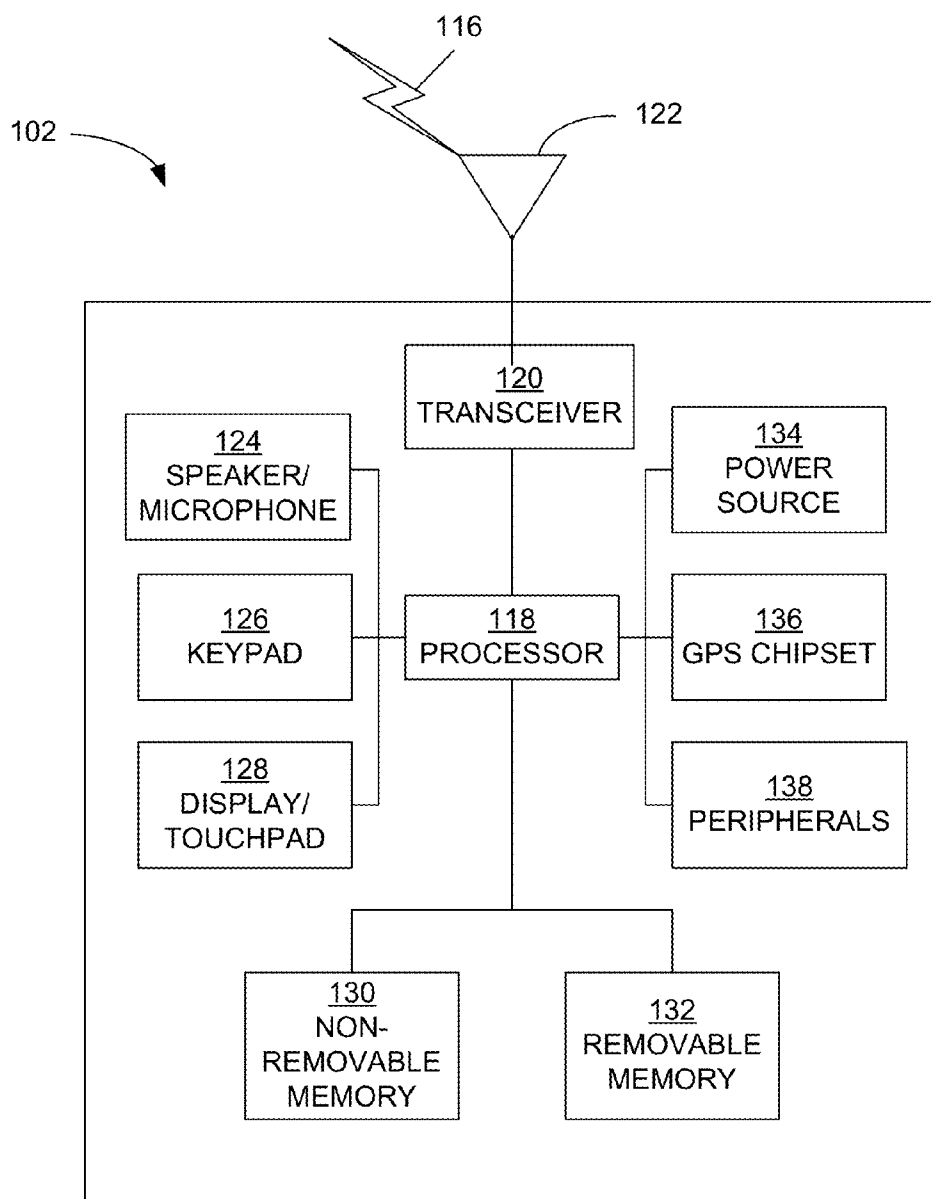 116
122
102
120
TRANSCEIVER
124
SPEAKER/
MICROPHONE
134
POWER
SOURCE
126
KEYPAD
118
PROCESSOR
136
GPS CHIPSET
128
DISPLAY/
TOUCHPAD
138
PERIPHERALS
130
NON-
REMOVABLE
MEMORY
132
REMOVABLE
MEMORY